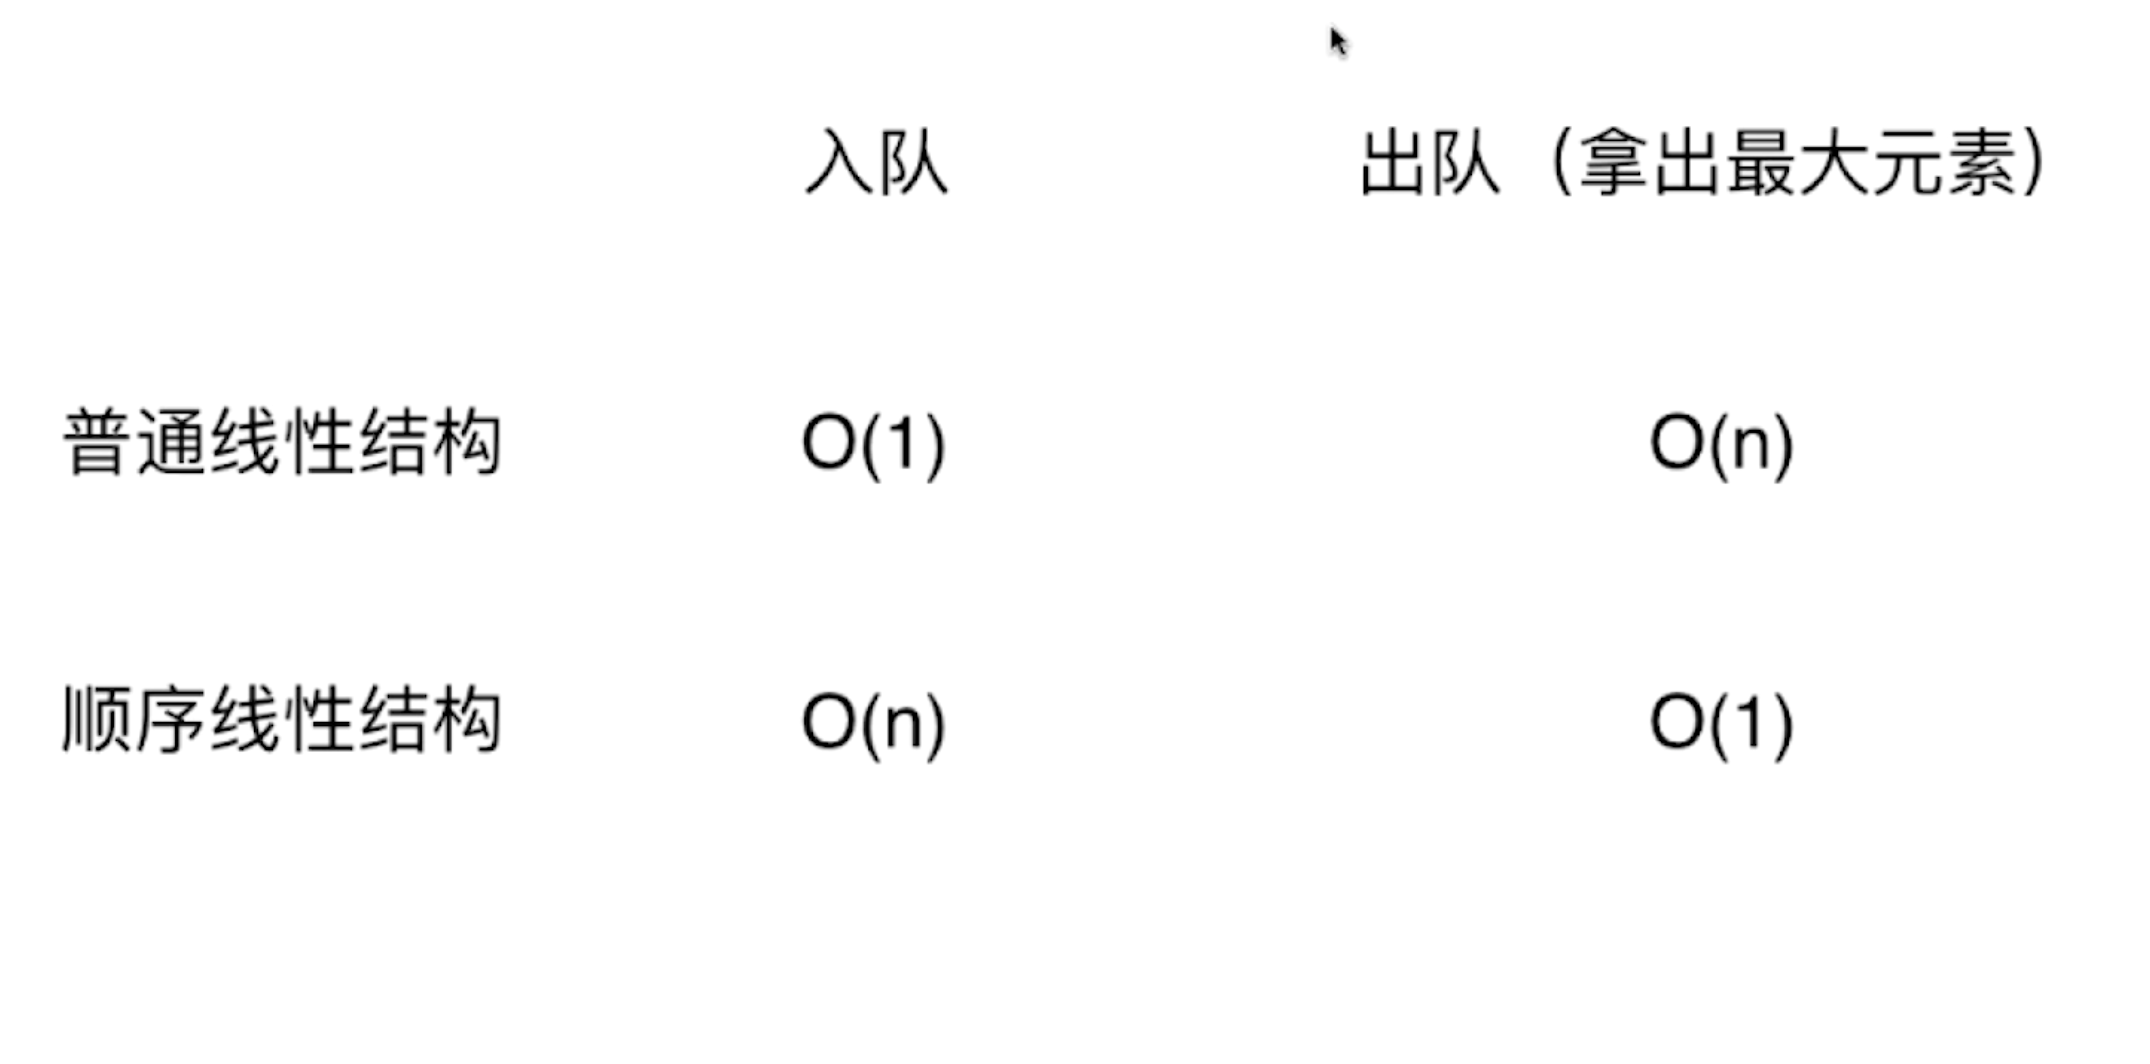 入队 出队（拿出最大元素）
普通线性结构 O(1) O(n)
顺序线性结构 O(n) O(1)